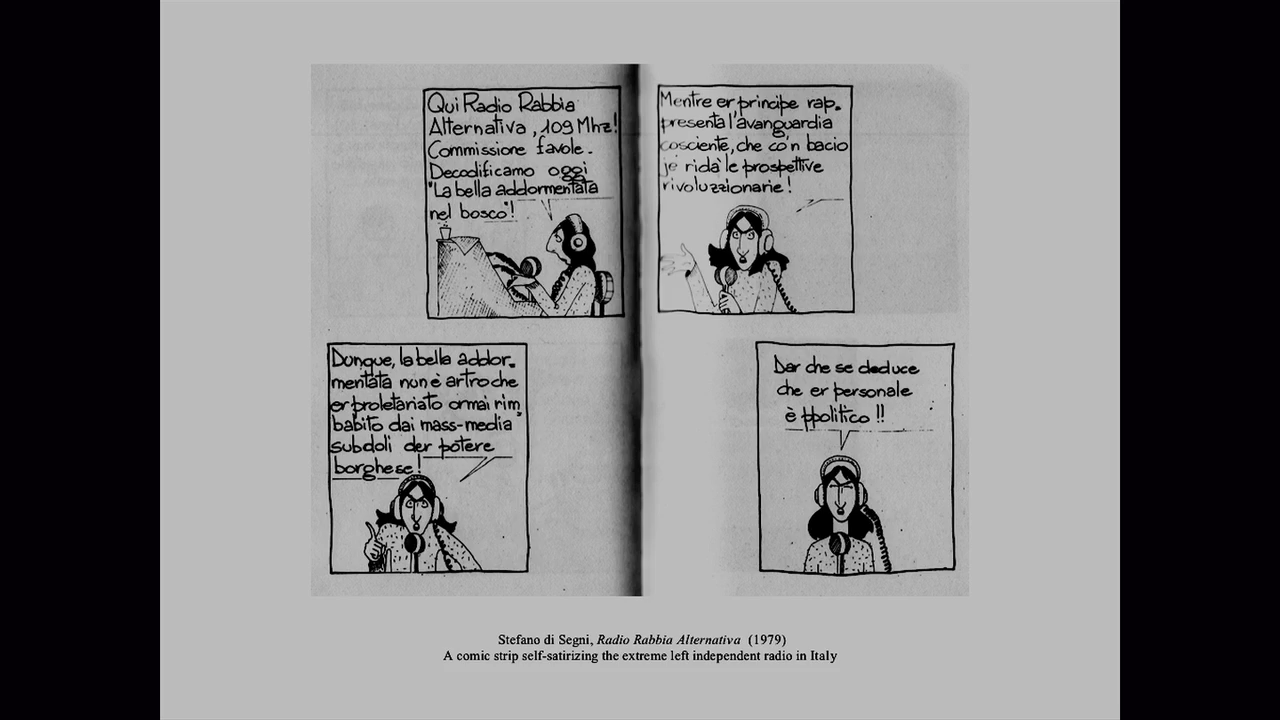 Qui Radio Rabbia
Alternativa, 109 Mhz!
Commissione favole.
Decodifichiamo oggi
"La bella addormentata
nel bosco"!
Dunque, la bella addor-
mentata nun è artro che
er proletariato ormai rim-
babito dai mass-media
subdoli der potere
borghese!
Mentre er principe rap-
presenta l'avanguardia
cosciente, che co'n bacio
je ridà le prospettive
rivoluzzionarie!
Dar che se deduce
che er personale
è ppolitico!!
Stefano di Segni, Radio Rabbia Alternativa (1979)
A comic strip self-satirizing the extreme left independent radio in Italy